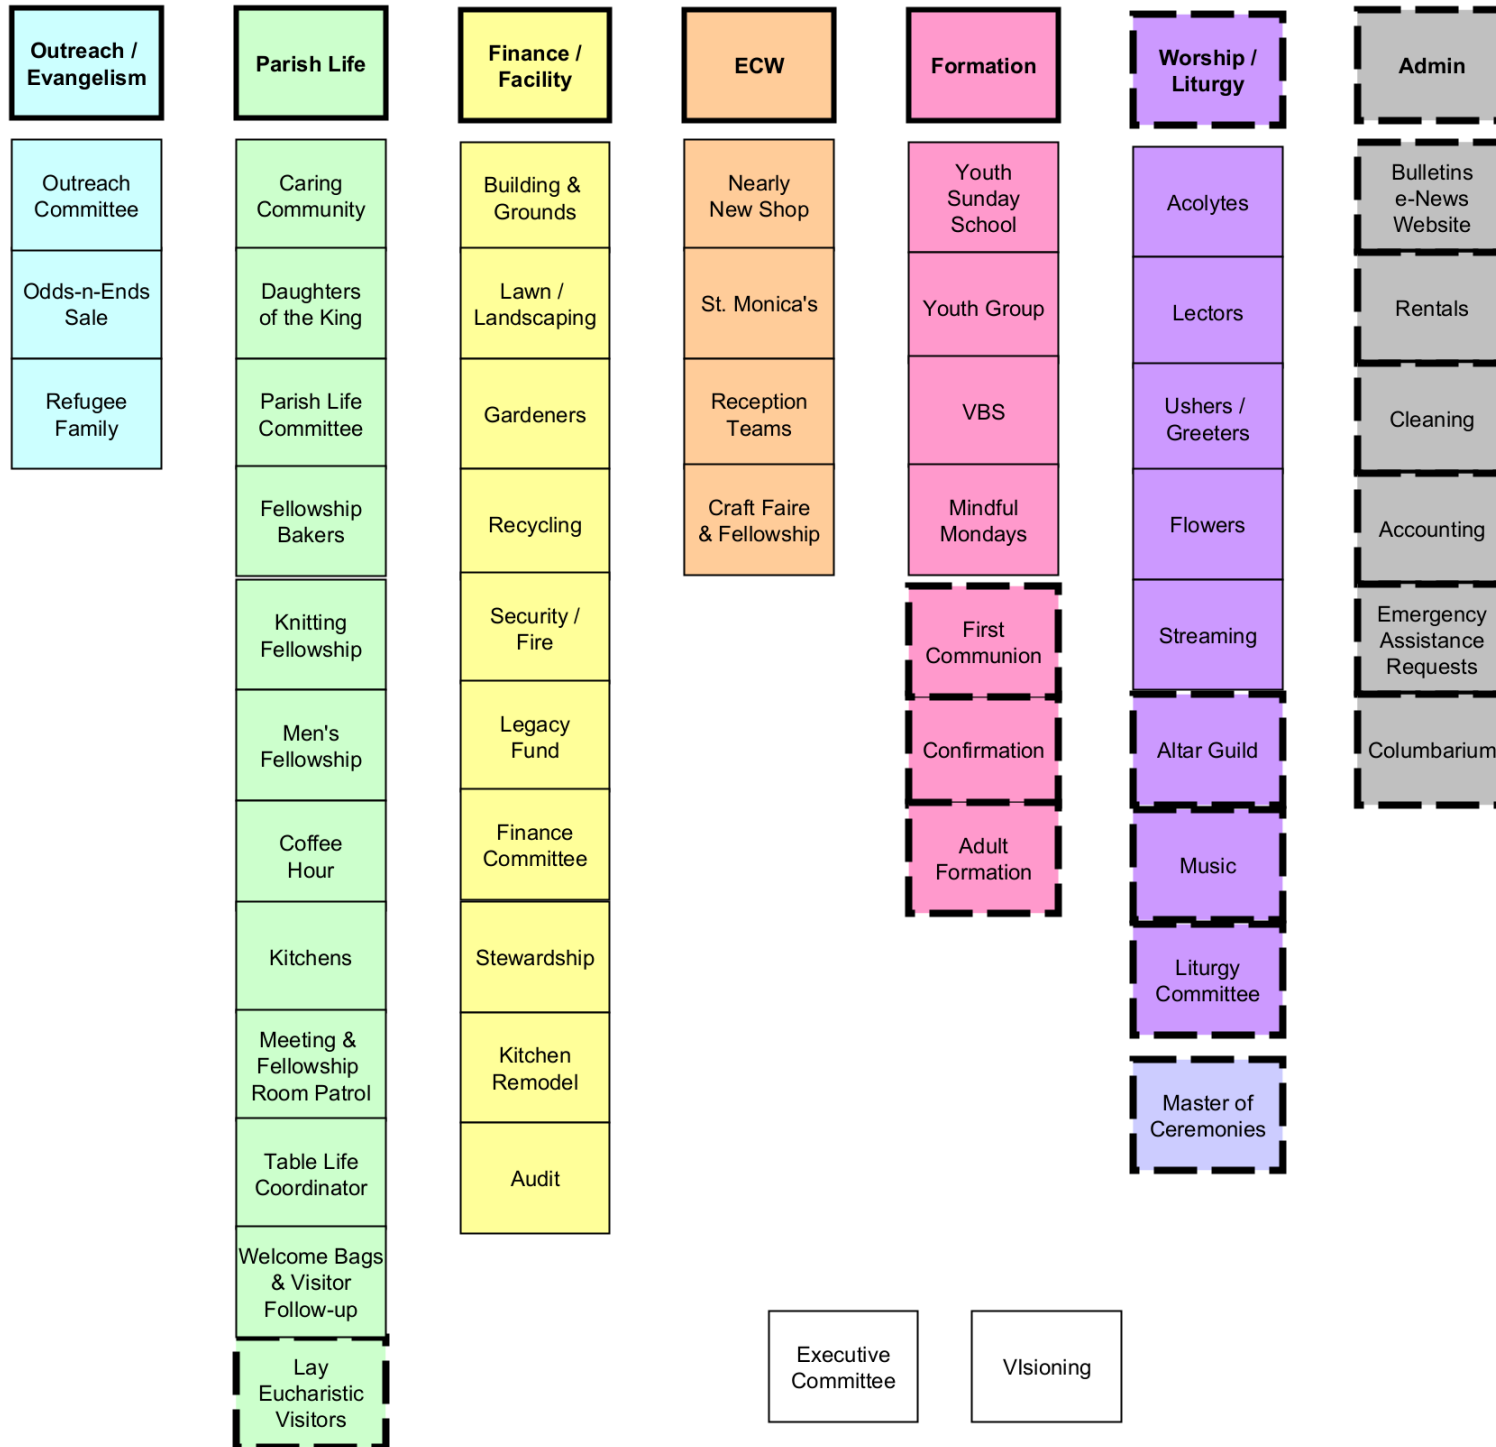 Outreach /
Evangelism
Parish Life
Finance /
Facility
ECW
Formation
Worship /
Liturgy
Admin
Outreach
Committee
Odds-n-Ends
Sale
Refugee
Family
Caring
Community
Daughters
of the King
Parish Life
Committee
Fellowship
Bakers
Knitting
Fellowship
Men's
Fellowship
Coffee
Hour
Kitchens
Meeting &
Fellowship
Room Patrol
Table Life
Coordinator
Welcome Bags
& Visitor
Follow-up
Lay
Eucharistic
Visitors
Building &
Grounds
Lawn /
Landscaping
Gardeners
Recycling
Security /
Fire
Legacy
Fund
Finance
Committee
Stewardship
Kitchen
Remodel
Audit
Nearly
New Shop
St. Monica's
Reception
Teams
Craft Faire
& Fellowship
Youth
Sunday
School
Youth Group
VBS
Mindful
Mondays
First
Communion
Confirmation
Adult
Formation
Acolytes
Lectors
Ushers /
Greeters
Flowers
Streaming
Altar Guild
Music
Liturgy
Committee
Master of
Ceremonies
Bulletins
e-News
Website
Rentals
Cleaning
Accounting
Emergency
Assistance
Requests
Columbarium
Executive
Committee
VIsioning